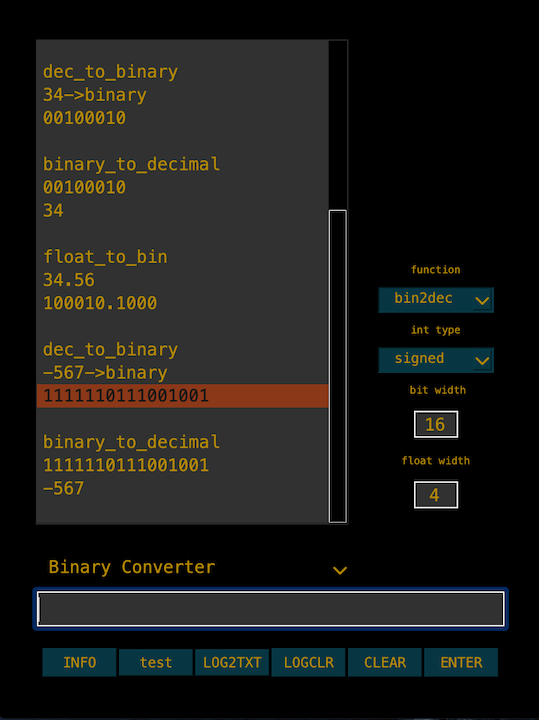 dec_to_binary
34->binary
00100010
binary_to_decimal
00100010
34
float_to_bin
34.56
100010.1000
dec_to_binary
-567->binary
1111110111001001
binary_to_decimal
1111110111001001
-567
function
bin2dec
int type
signed
bit width
16
float width
4
Binary Converter
INFO
test
LOG2TXT
LOGCLR
CLEAR
ENTER